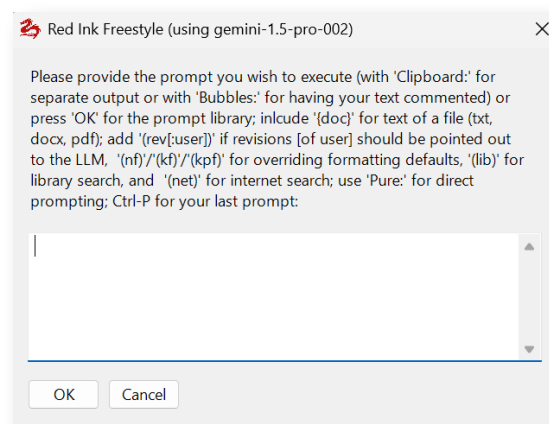 Red Ink Freestyle (using gemini-1.5-pro-002)
Please provide the prompt you wish to execute (with 'Clipboard:' for
separate output or with 'Bubbles:' for having your text commented) or
press 'OK' for the prompt library; inlcude '{doc}' for text of a file (txt,
docx, pdf); add '(rev[:user])' if revisions [of user] should be pointed out
to the LLM,  '(nf)'/'(kf)'/'(kpf)' for overriding formatting defaults, '(lib)' for
library search, and  '(net)' for internet search; use 'Pure:' for direct
prompting; Ctrl-P for your last prompt:
OK Cancel